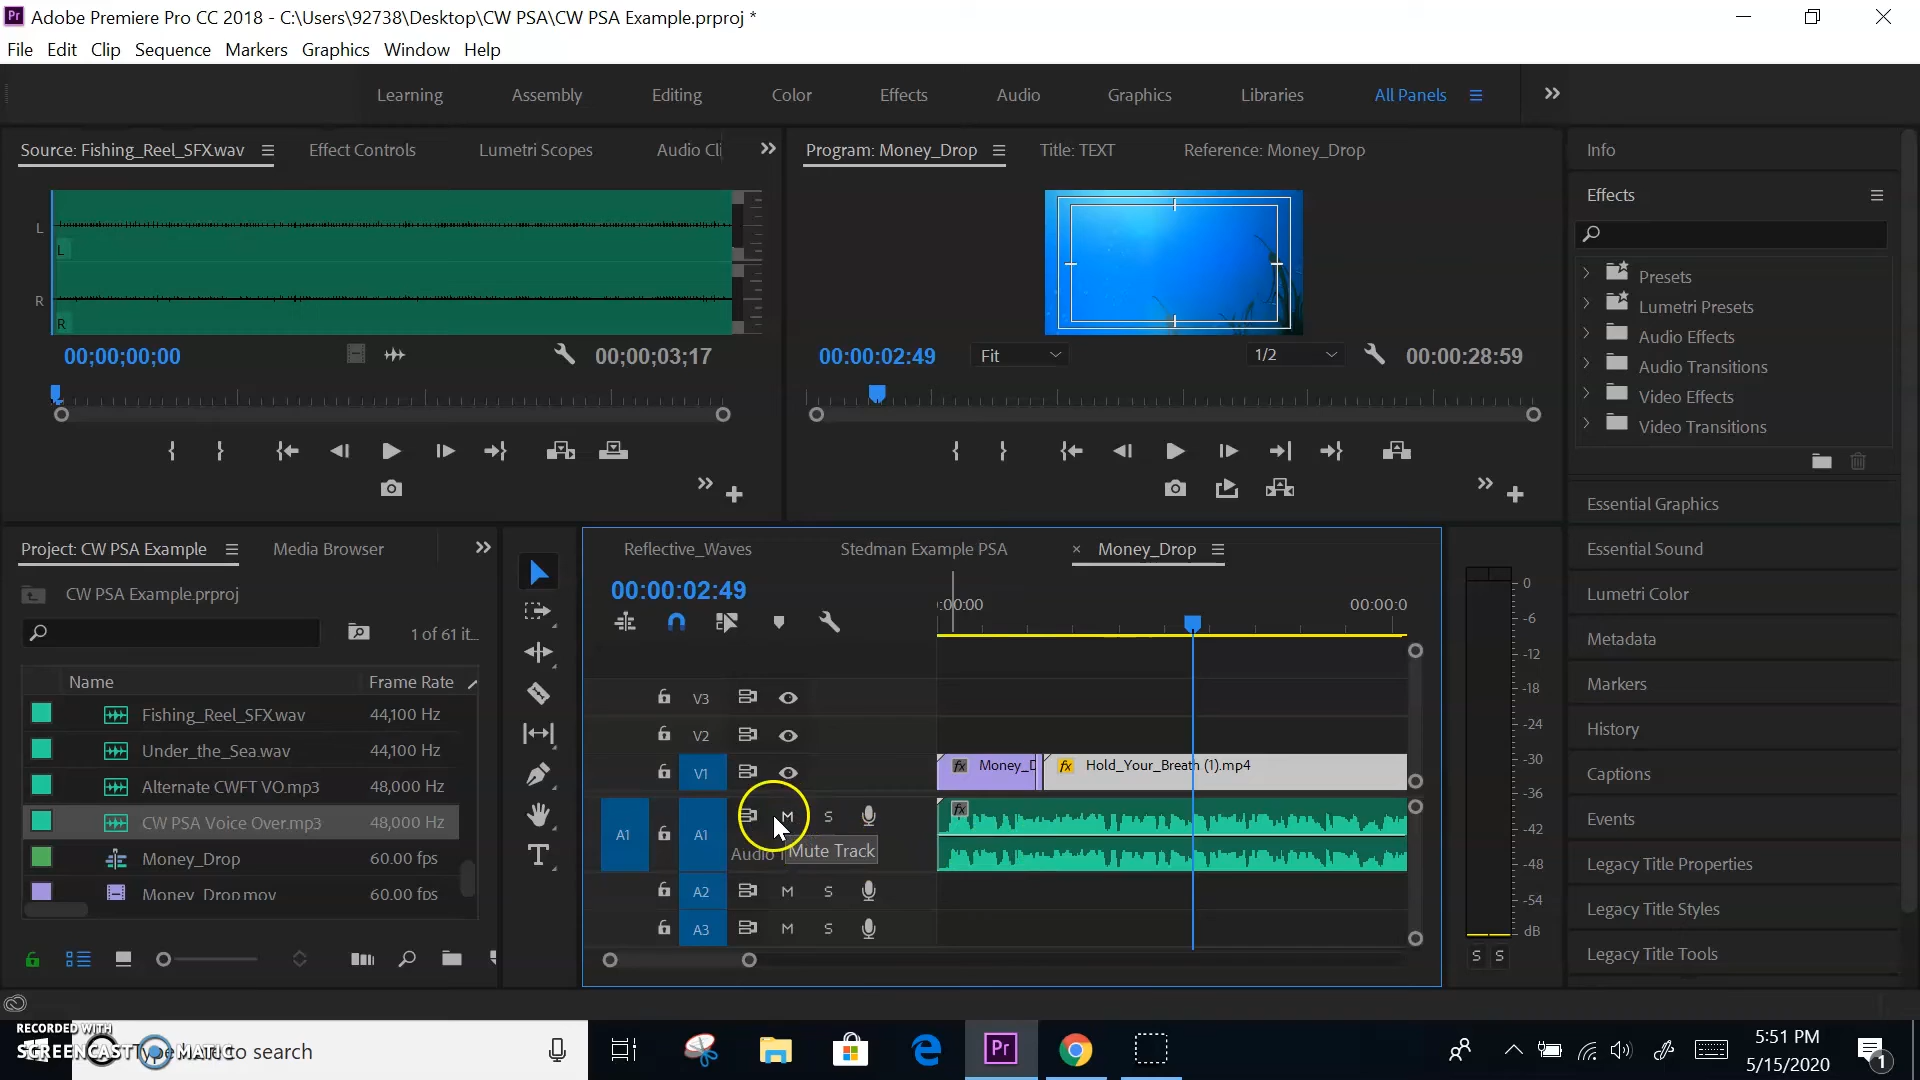 Pr Adobe Premiere Pro CC 2018 - C:\Users\92738\Desktop\CW PSA\CW PSA Example.prproj *
File Edit Clip Sequence Markers Graphics Window Help
Learning Assembly Editing Color Effects Audio Graphics Libraries All Panels
Source: Fishing_Reel_SFX.wav Effect Controls Lumetri Scopes Audio Cli
Program: Money_Drop Title: TEXT Reference: Money_Drop
L
L
R
R
00;00;00;00 00;00;03;17
00:00:02:49 Fit 1/2 00:00:28:59
Info
Effects
Presets
Lumetri Presets
Audio Effects
Audio Transitions
Video Effects
Video Transitions
Essential Graphics
Essential Sound
Lumetri Color
Metadata
Markers
History
Captions
Events
Legacy Title Properties
Legacy Title Styles
Legacy Title Tools
Project: CW PSA Example Media Browser
CW PSA Example.prproj
1 of 61 it...
Name Frame Rate
Fishing_Reel_SFX.wav 44,100 Hz
Under_the_Sea.wav 44,100 Hz
Alternate CWFT VO.mp3 48,000 Hz
CW PSA Voice Over.mp3 48,000 Hz
Money_Drop 60.00 fps
Money_Drop.mov 60.00 fps
Reflective_Waves Stedman Example PSA × Money_Drop
00:00:02:49
:00:00 00:00:0
V3
V2
V1 Money_D Hold_Your_Breath (1).mp4
fx fx
A1 A1 M S fx
Audio Mute Track
A2 M S
A3 M S
0
-6
-12
-18
-24
-30
-36
-42
-48
-54
dB
S S
RECORDED WITH
SCREENCAST MATIC
Type here to search
Pr
5:51 PM
5/15/2020
1